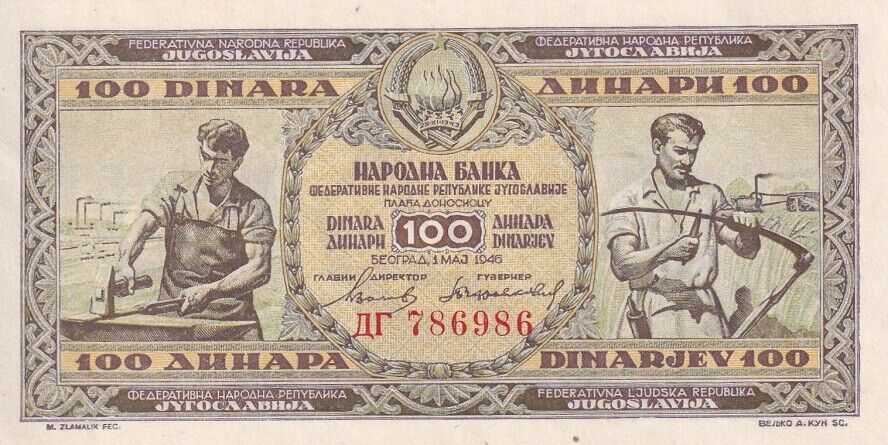 FEDERATIVNA NARODNA REPUBLIKA
JUGOSLAVIJA
ФЕДЕРАТИВНА НАРОДНА РЕПУБЛИКА
ЈУГОСЛАВИЈА
100 DINARA
ДИНАРИ 100
НАРОДНА БАНКА
ФЕДЕРАТИВНЕ НАРОДНЕ РЕПУБЛИКЕ ЈУГОСЛАВИЈЕ
ПЛАЋА ДОНОСИОЦУ
DINARA 100 ДИНАРА
ДИНАРИ DINARJEV
БЕОГРАД, 1 МАЈ 1946
ГЛАВНИ ДИРЕКТОР ГУВЕРНЕР
ДГ 786986
100 ДИНАРА
DINARJEV 100
ФЕДЕРАТИВНА НАРОДНА РЕПУБЛИКА
ЈУГОСЛАВИЈА
FEDERATIVNA LJUDSKA REPUBLIKA
JUGOSLAVIJA
M. ZLAMALIK FEC.
ВЕЉКО А. КУН SC.